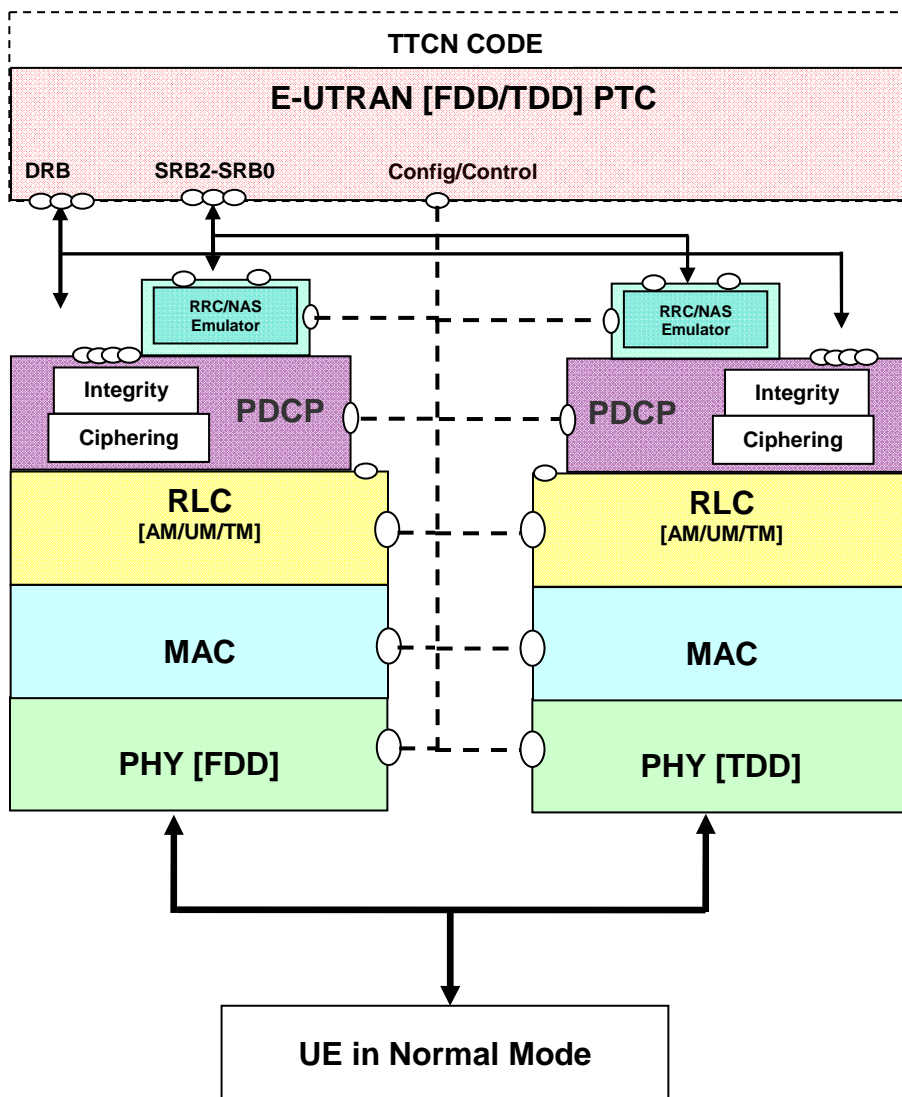 TTCN CODE
E-UTRAN [FDD/TDD] PTC
DRB
SRB2-SRB0
Config/Control
RRC/NAS
Emulator
RRC/NAS
Emulator
Integrity
Ciphering
PDCP
PDCP
Integrity
Ciphering
RLC
[AM/UM/TM]
RLC
[AM/UM/TM]
MAC
MAC
PHY [FDD]
PHY [TDD]
UE in Normal Mode